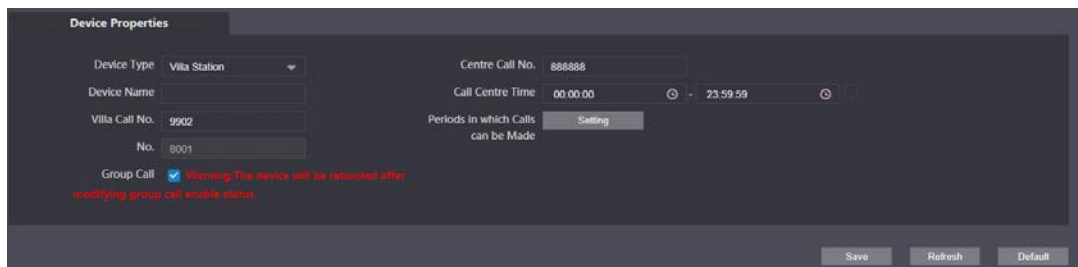 Device Properties
Device Type Villa Station
Device Name
Villa Call No. 9902
No. 8001
Group Call Warning:The device will be rebooted after
modifying group call enable status.
Centre Call No. 888888
Call Centre Time 00:00:00 - 23:59:59
Periods in which Calls Setting
can be Made
Save Refresh Default